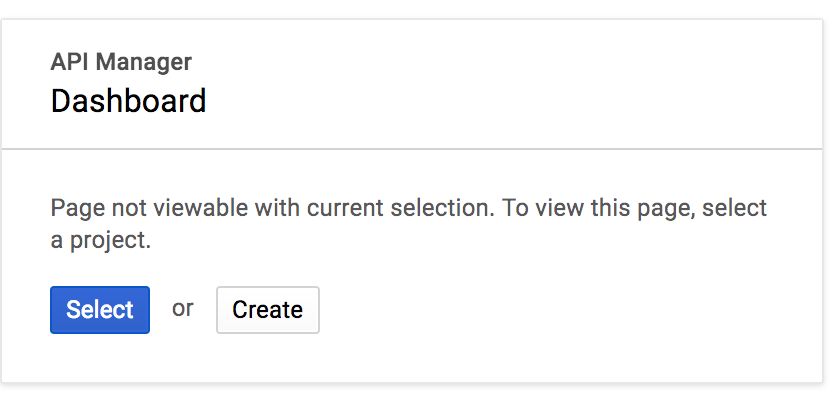 API Manager
Dashboard
Page not viewable with current selection. To view this page, select
a project.
Select or Create